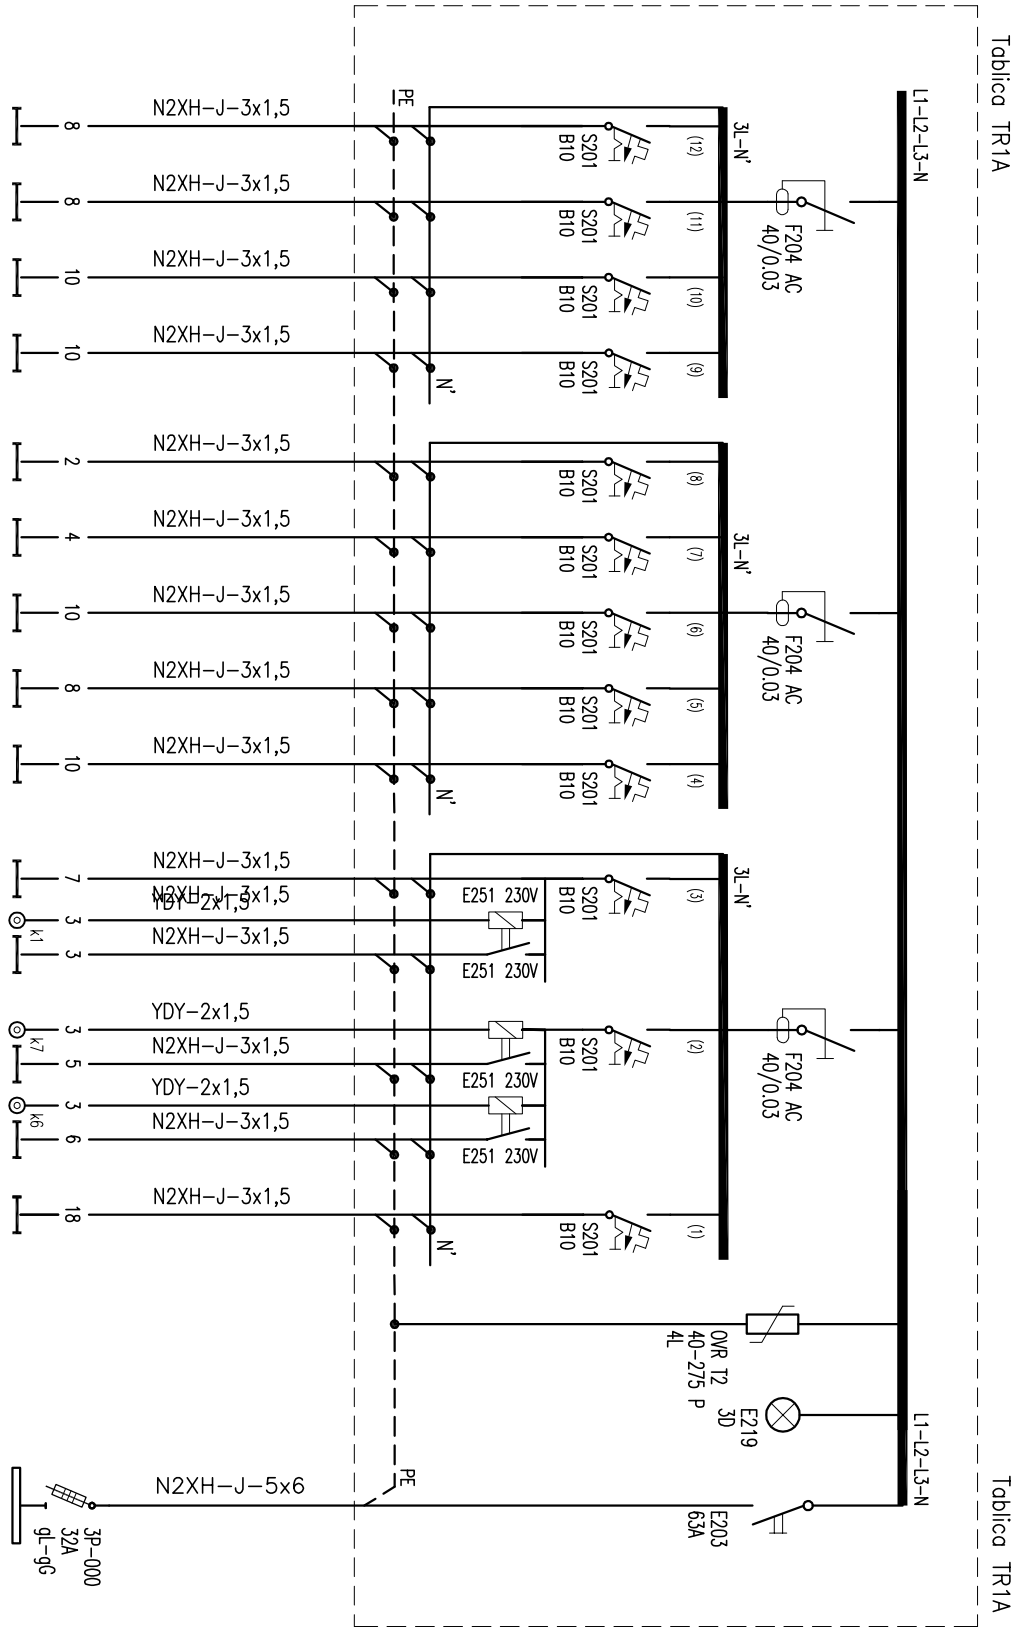 Tablica TR1A
Tablica TR1A
L1-L2-L3-N
L1-L2-L3-N
3L-N'
F204 AC
40/0.03
(12)
S201
B10
(11)
S201
B10
(10)
S201
B10
(9)
S201
B10
PE
N'
N2XH-J-3x1,5
8
N2XH-J-3x1,5
8
N2XH-J-3x1,5
10
N2XH-J-3x1,5
10
3L-N'
F204 AC
40/0.03
(8)
S201
B10
(7)
S201
B10
(6)
S201
B10
(5)
S201
B10
(4)
S201
B10
N'
N2XH-J-3x1,5
2
N2XH-J-3x1,5
4
N2XH-J-3x1,5
10
N2XH-J-3x1,5
8
N2XH-J-3x1,5
10
3L-N'
F204 AC
40/0.03
(3)
S201
B10
(2)
S201
B10
(1)
S201
B10
N'
N2XH-J-3x1,5
7
N2XH-J-3x1,5
YDY-2x1,5
E251 230V
3
k1
N2XH-J-3x1,5
E251 230V
3
YDY-2x1,5
3
k7
N2XH-J-3x1,5
E251 230V
5
YDY-2x1,5
3
k6
N2XH-J-3x1,5
E251 230V
6
N2XH-J-3x1,5
18
OVR T2
40-275 P
4L
E219
3D
E203
63A
PE
N2XH-J-5x6
3P-000
32A
gL-gG